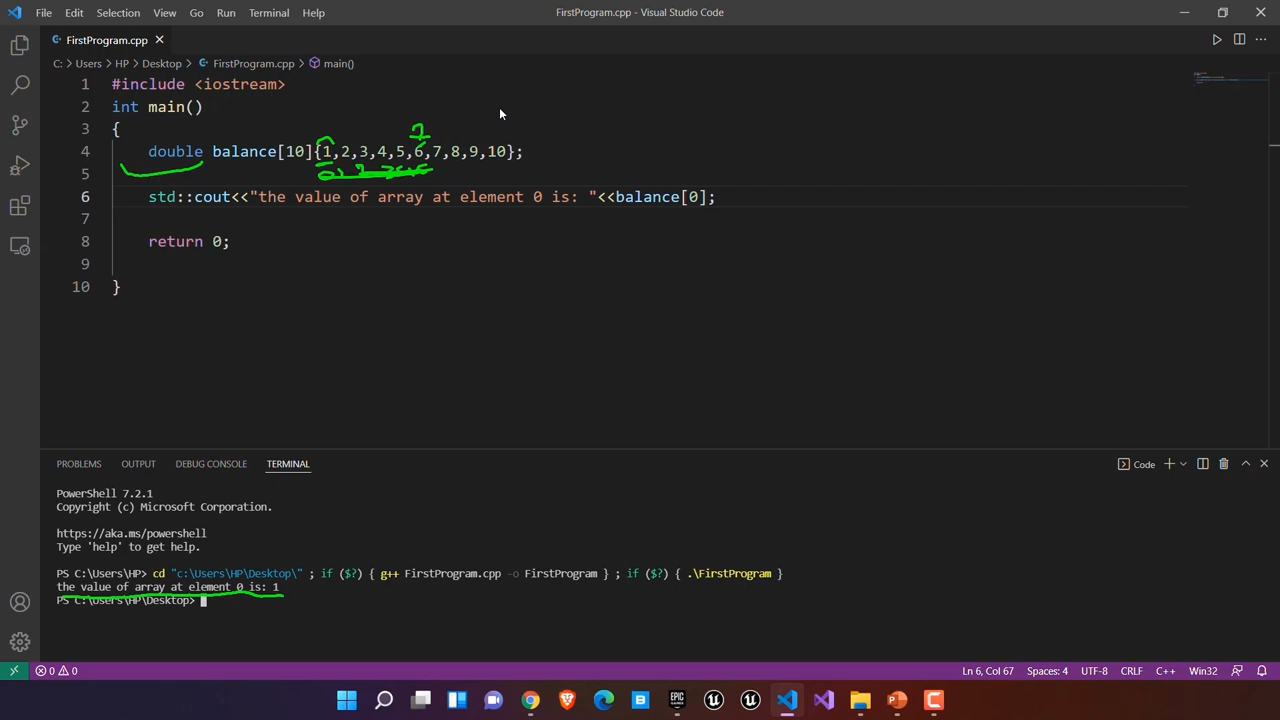 File Edit Selection View Go Run Terminal Help FirstProgram.cpp - Visual Studio Code
FirstProgram.cpp
C: > Users > HP > Desktop > FirstProgram.cpp > main()
1 #include <iostream>
2 int main()
3 {
7
4 double balance[10]{1,2,3,4,5,6,7,8,9,10};
5
6 std::cout<<"the value of array at element 0 is: "<<balance[0];
7
8 return 0;
9
10 }
PROBLEMS OUTPUT DEBUG CONSOLE TERMINAL Code
PowerShell 7.2.1
Copyright (c) Microsoft Corporation.
https://aka.ms/powershell
Type 'help' to get help.
PS C:\Users\HP> cd "c:\Users\HP\Desktop\" ; if ($?) { g++ FirstProgram.cpp -o FirstProgram } ; if ($?) { .\FirstProgram }
the value of array at element 0 is: 1
PS C:\Users\HP\Desktop>
0 0 Ln 6, Col 67 Spaces: 4 UTF-8 CRLF C++ Win32